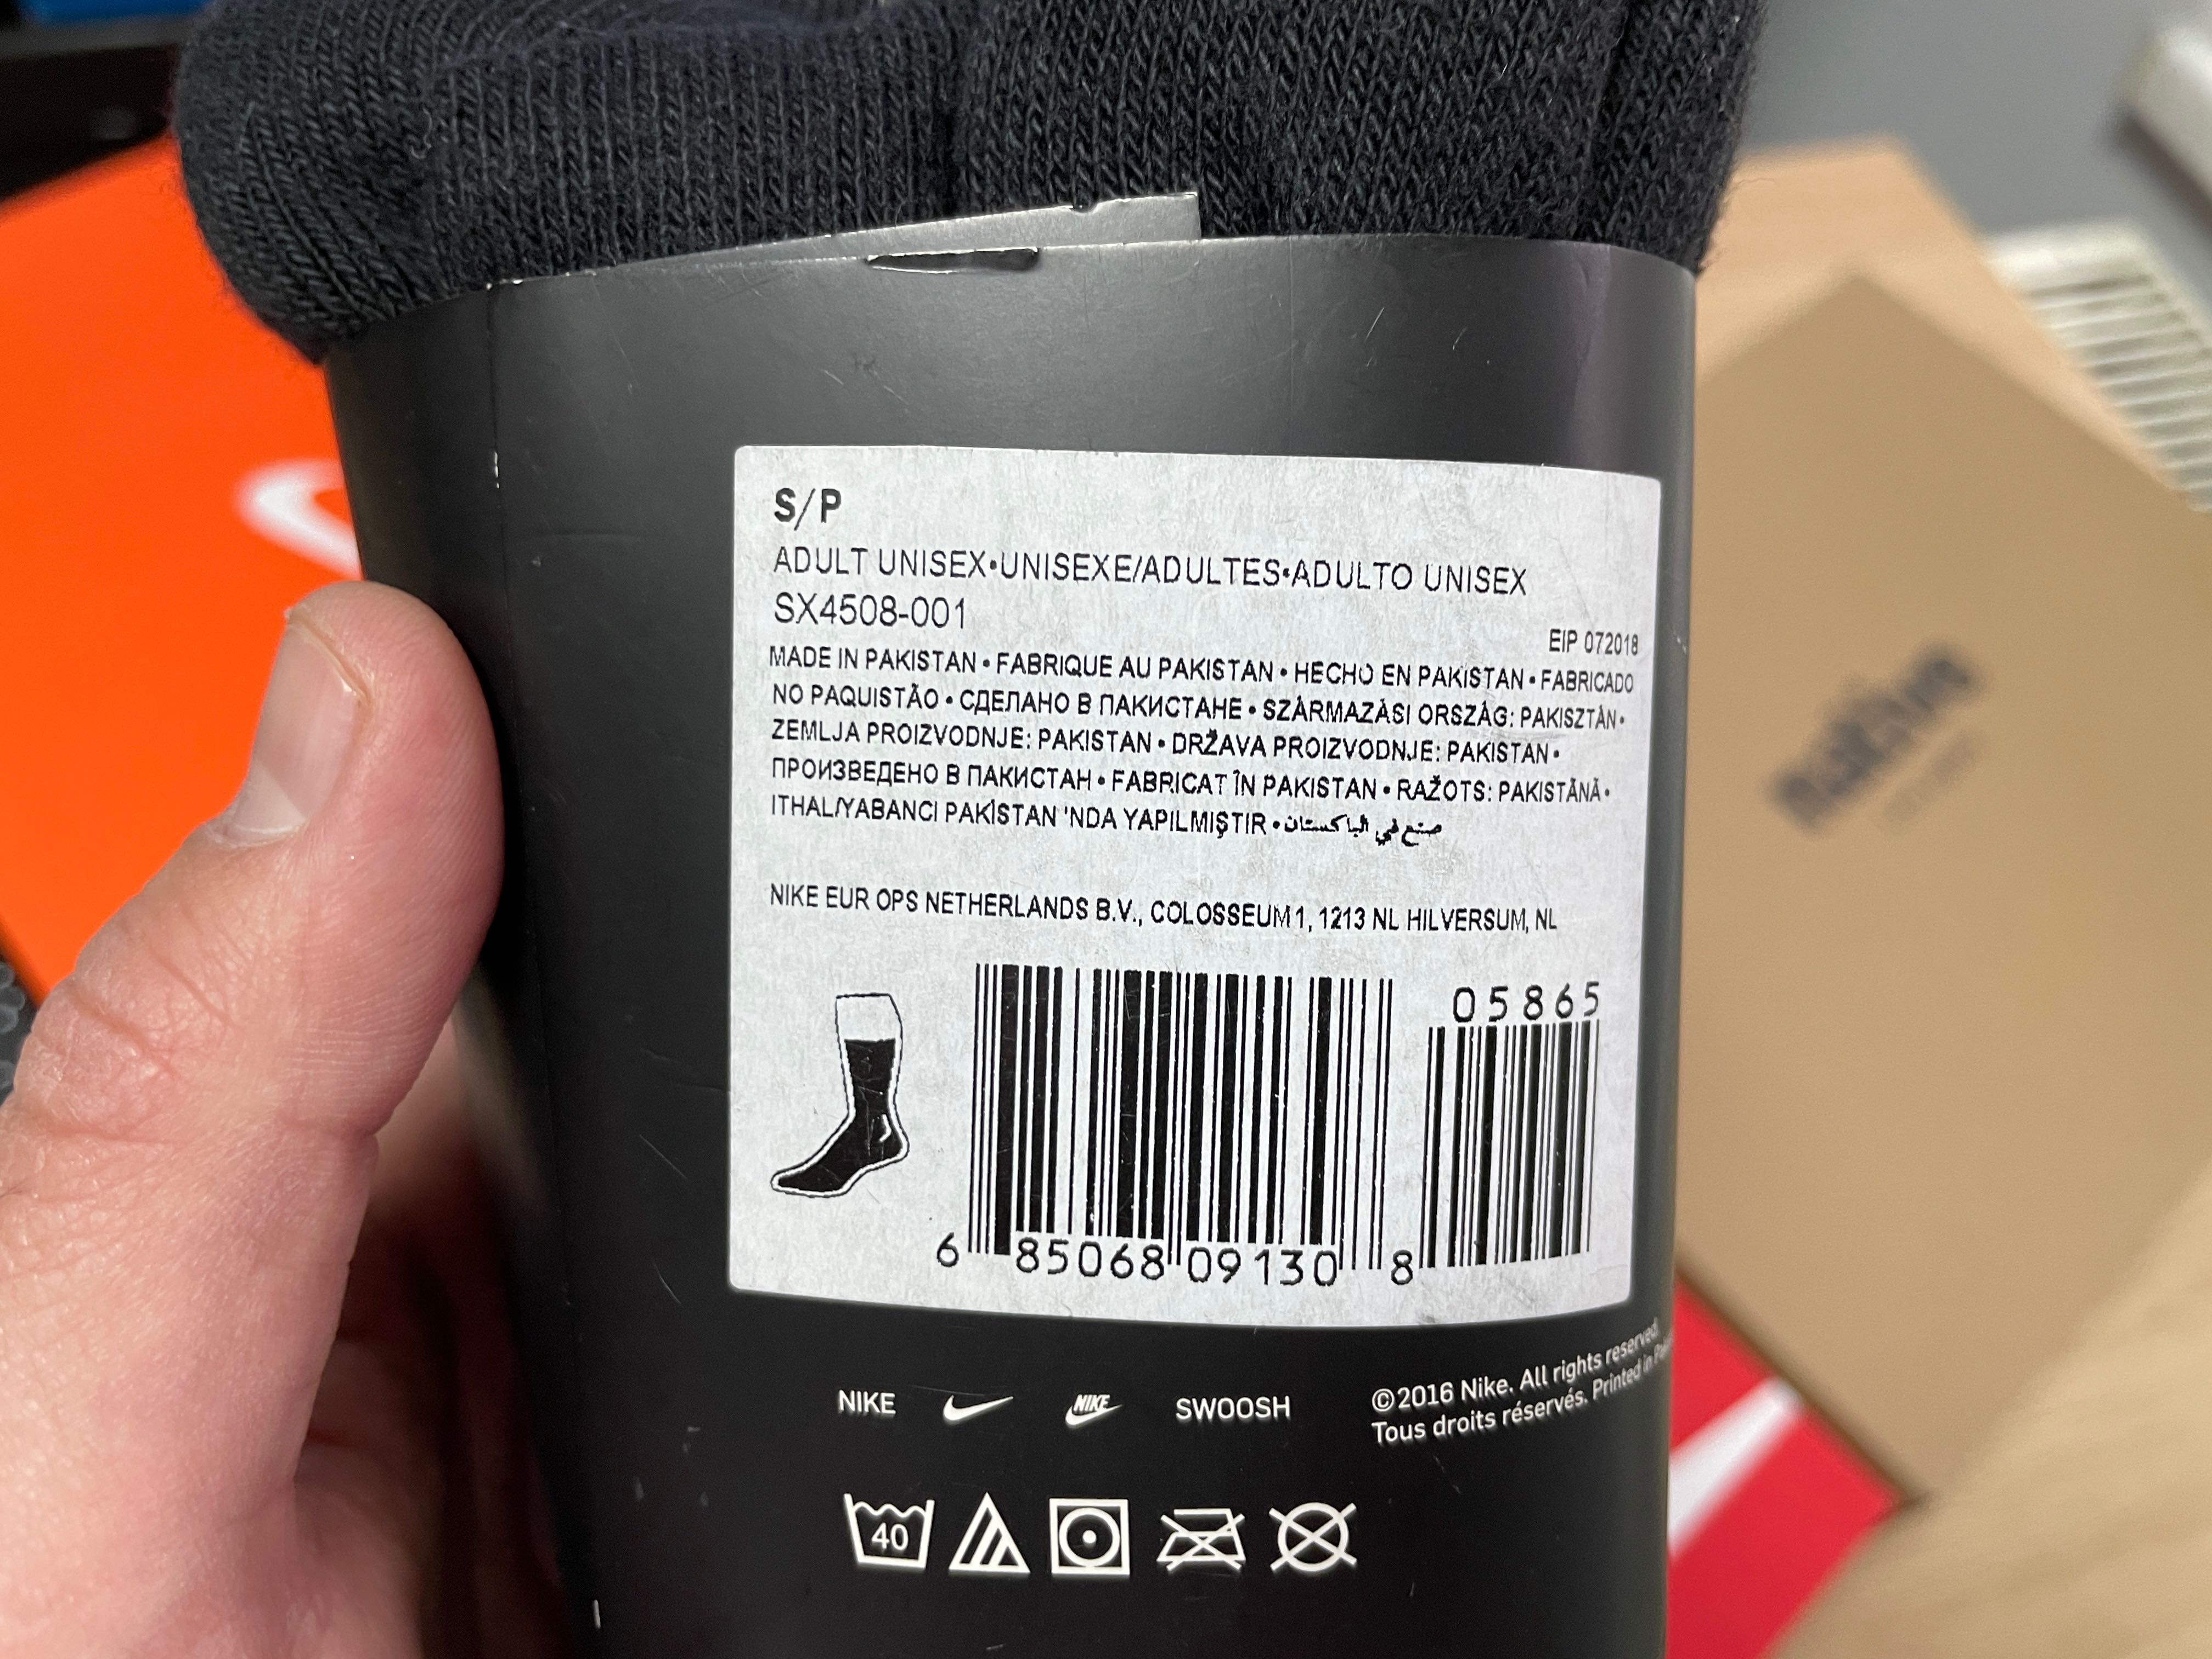 S/P
ADULT UNISEX•UNISEXE/ADULTES•ADULTO UNISEX
SX4508-001
EIP 072018
MADE IN PAKISTAN • FABRIQUE AU PAKISTAN • HECHO EN PAKISTAN • FABRICADO
NO PAQUISTÃO • СДЕЛАНО В ПАКИСТАНЕ • SZÀRMAZÀSI ORSZÀG: PAKISZTÀN •
ZEMLJA PROIZVODNJE: PAKISTAN • DRŽAVA PROIZVODNJE: PAKISTAN •
ПРОИЗВЕДЕНО В ПАКИСТАН • FABRICAT ÎN PAKISTAN • RAŽOTS: PAKISTĀNĀ •
ITHAL/YABANCI PAKİSTAN 'NDA YAPILMIŞTIR • صنع في الباكستان
NIKE EUR OPS NETHERLANDS B.V., COLOSSEUM 1, 1213 NL HILVERSUM, NL
05865
6 85068 09130 8
NIKE NIKE SWOOSH
©2016 Nike. All rights reserved.
Tous droits réservés. Printed in
40